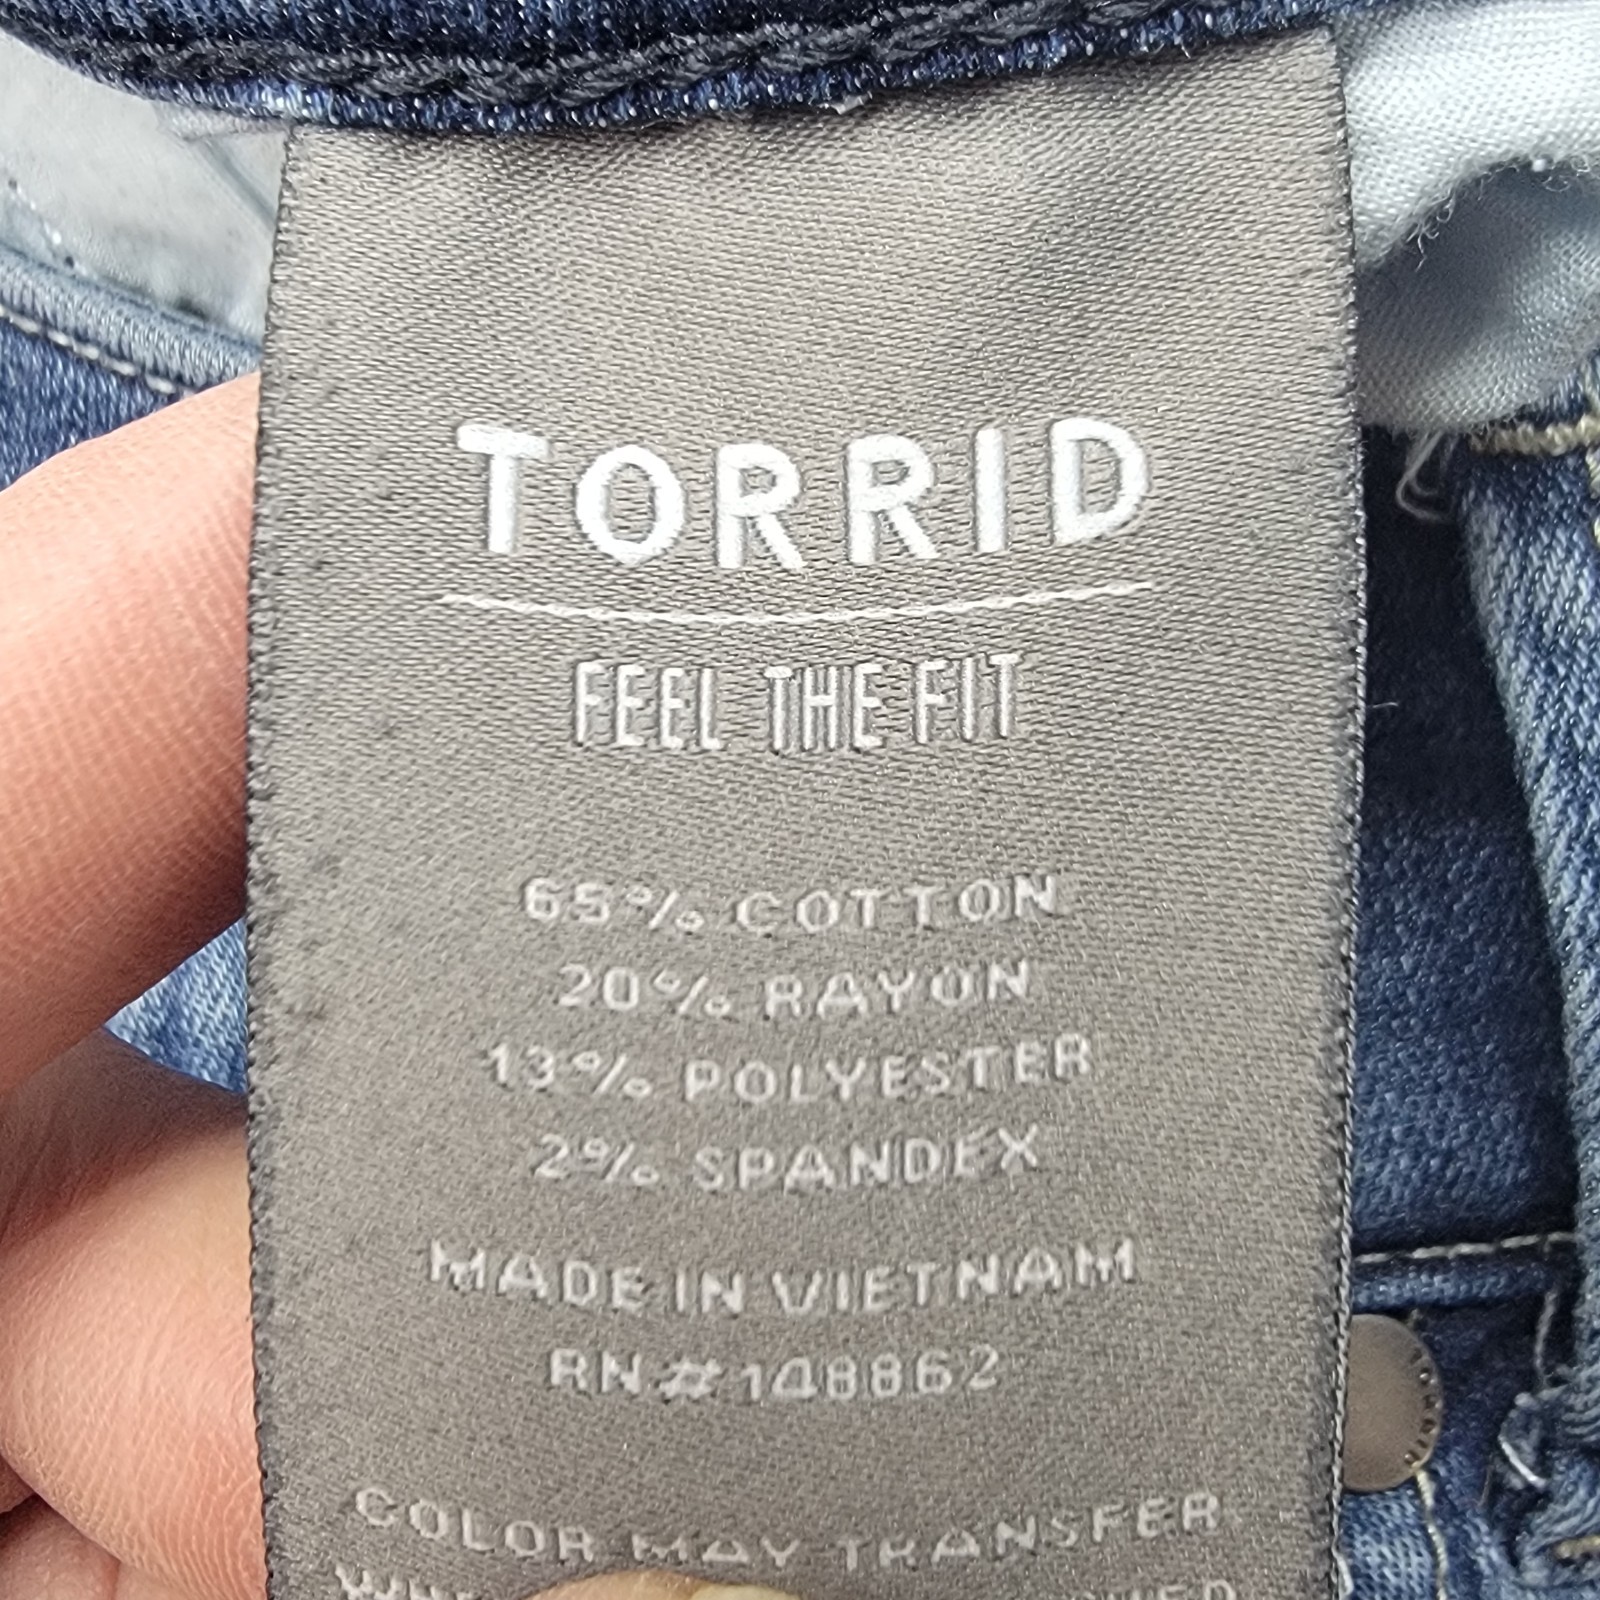 TORRID
FEEL THE FIT
65% COTTON
20% RAYON
13% POLYESTER
2% SPANDEX
MADE IN VIETNAM
RN#148862
COLOR MAY TRANSFER